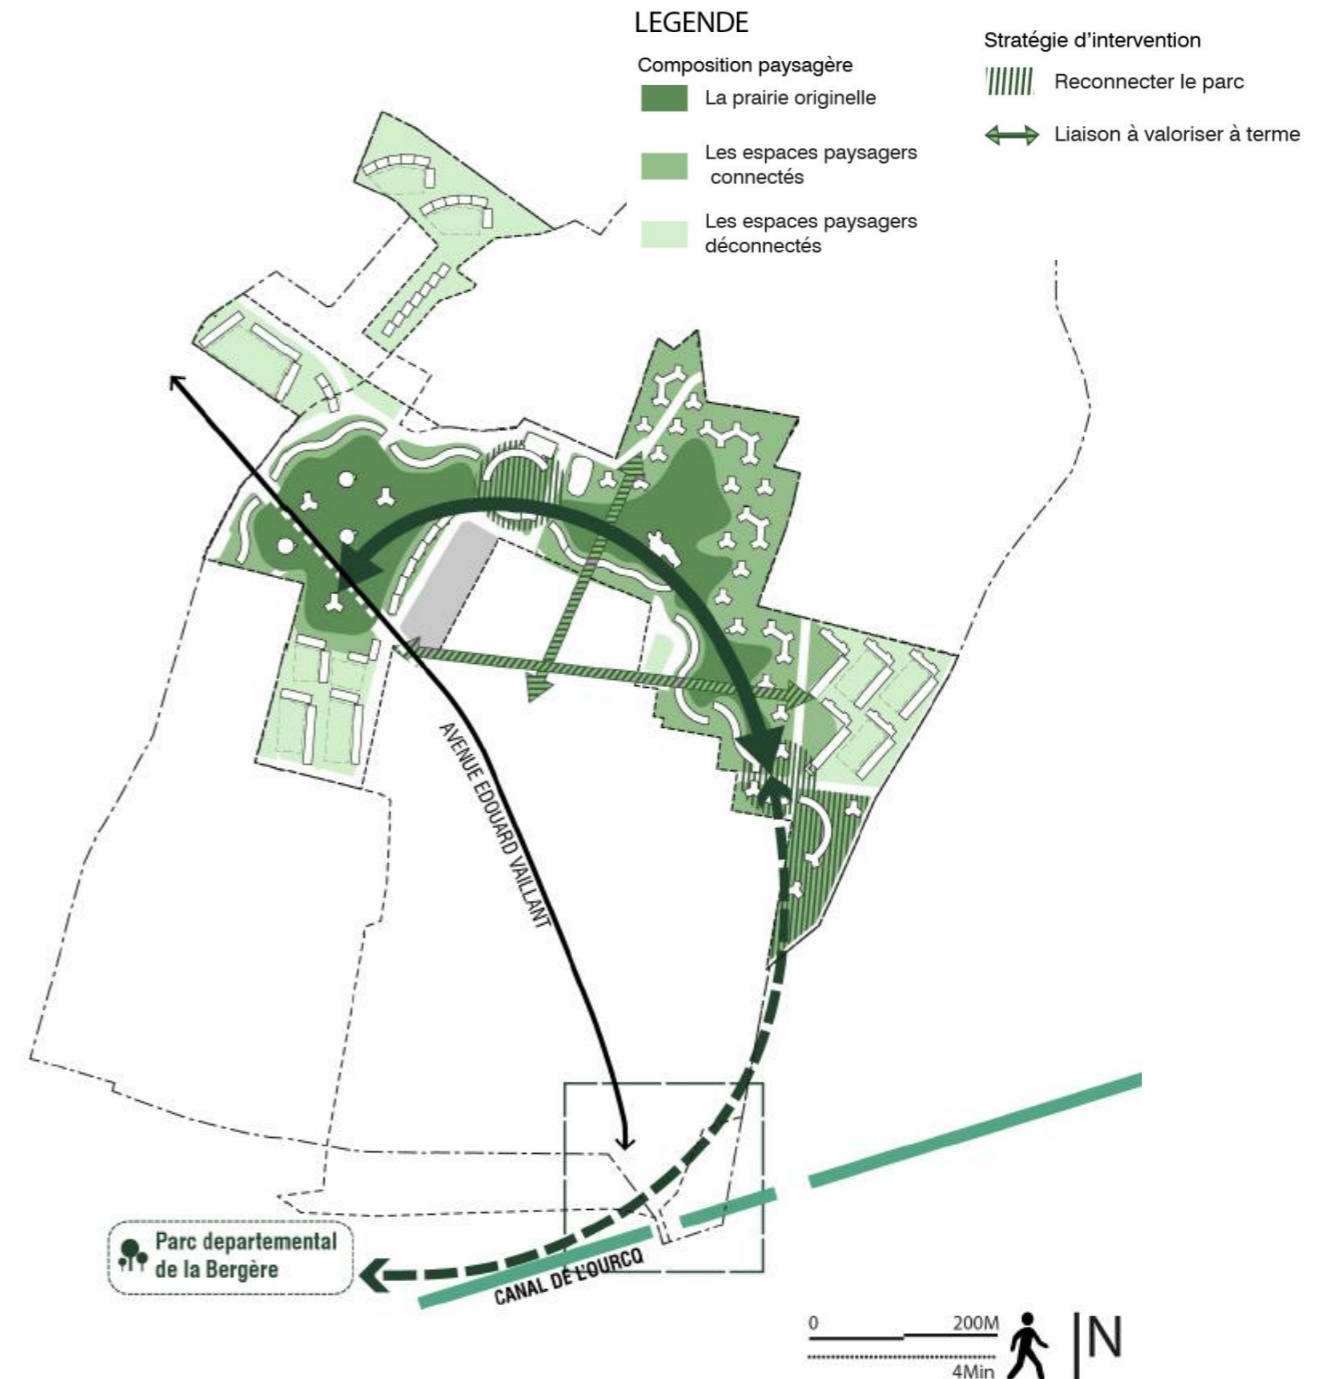 LEGENDE
Composition paysagère
La prairie originelle
Les espaces paysagers
connectés
Les espaces paysagers
déconnectés
Stratégie d'intervention
Reconnecter le parc
Liaison à valoriser à terme
AVENUE EDOUARD VAILLANT
Parc departemental
de la Bergère
CANAL DE L'OURCQ
0 200M
4Min
N